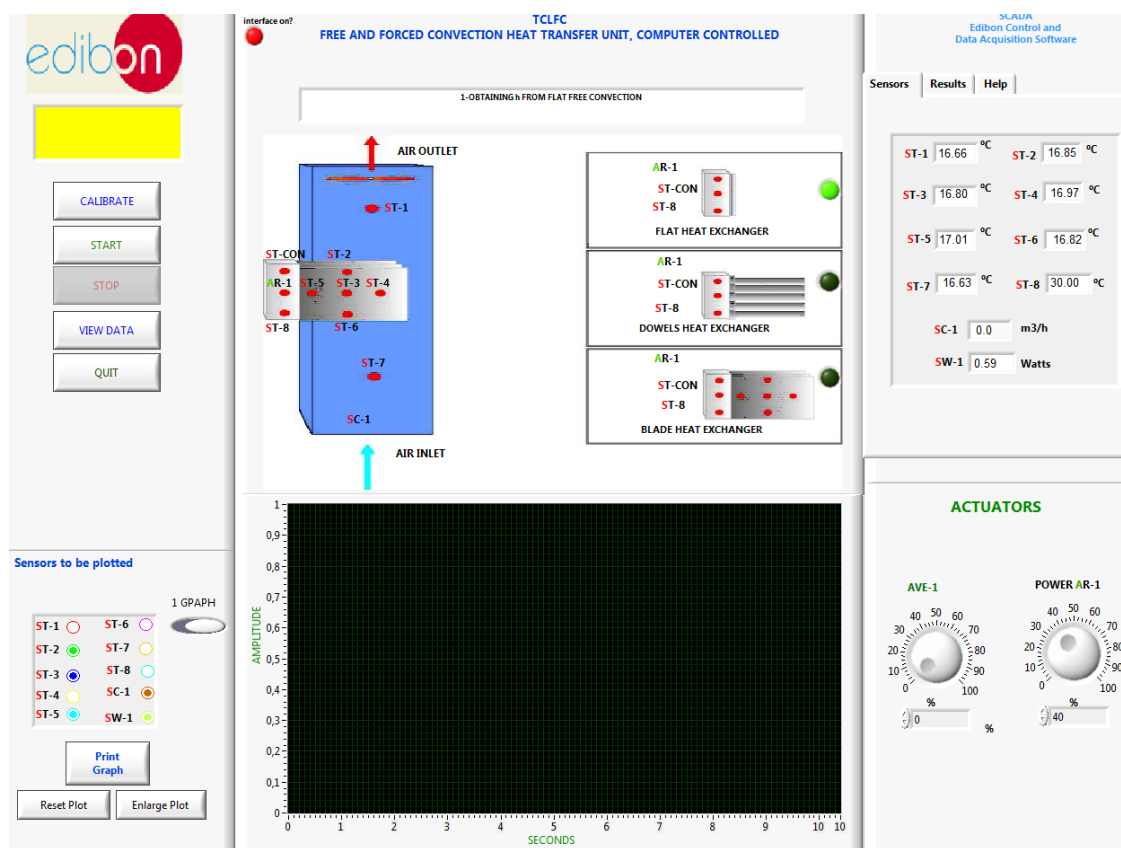 edibon
CALIBRATE
START
STOP
VIEW DATA
QUIT
Sensors to be plotted
1 GPAPH
ST-1 ST-6
ST-2 ST-7
ST-3 ST-8
ST-4 SC-1
ST-5 SW-1
Print
Graph
Reset Plot Enlarge Plot
interface on?
TCLFC
FREE AND FORCED CONVECTION HEAT TRANSFER UNIT, COMPUTER CONTROLLED
1-OBTAINING h FROM FLAT FREE CONVECTION
AIR OUTLET
ST-1
ST-CON ST-2
AR-1 ST-5 ST-3 ST-4
ST-8 ST-6
ST-7
SC-1
AIR INLET
AR-1
ST-CON
ST-8
FLAT HEAT EXCHANGER
AR-1
ST-CON
ST-8
DOWELS HEAT EXCHANGER
AR-1
ST-CON
ST-8
BLADE HEAT EXCHANGER
AMPLITUDE
1
0,9
0,8
0,7
0,6
0,5
0,4
0,3
0,2
0,1
0
0 1 2 3 4 5 6 7 8 9 10 10
SECONDS
SCADA
Edibon Control and
Data Acquisition Software
Sensors Results Help
ST-1 16.66 ºC ST-2 16.85 ºC
ST-3 16.80 ºC ST-4 16.97 ºC
ST-5 17.01 ºC ST-6 16.82 ºC
ST-7 16.63 ºC ST-8 30.00 ºC
SC-1 0.0 m3/h
SW-1 0.59 Watts
ACTUATORS
AVE-1
0 10 20 30 40 50 60 70 80 90 100
%
0 %
POWER AR-1
0 10 20 30 40 50 60 70 80 90 100
%
40